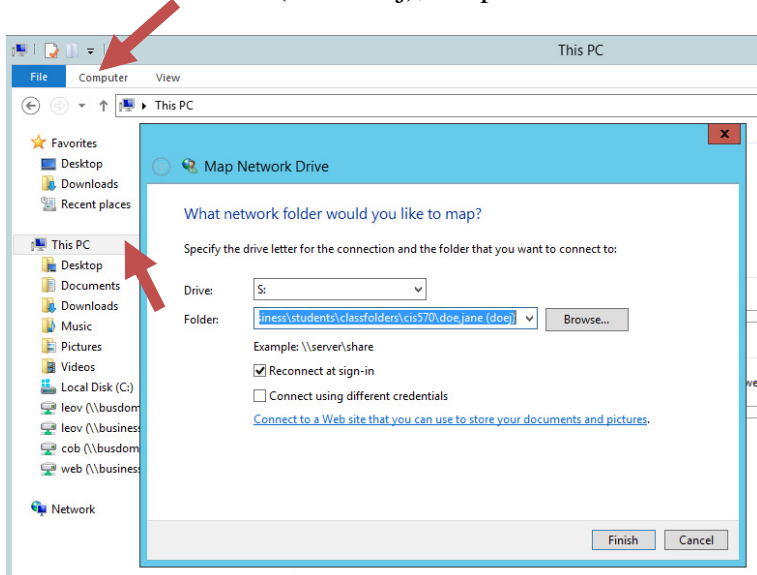 This PC
File Computer View
This PC
Favorites
Desktop
Downloads
Recent places
This PC
Desktop
Documents
Downloads
Music
Pictures
Videos
Local Disk (C:)
leov (\\busdom
leov (\\business
cob (\\busdom
web (\\business
Network
x
Map Network Drive
What network folder would you like to map?
Specify the drive letter for the connection and the folder that you want to connect to:
Drive: S:
Folder: siness\students\classfolders\cis570\doe,jane (doej) Browse...
Example: \\server\share
Reconnect at sign-in
Connect using different credentials
Connect to a Web site that you can use to store your documents and pictures.
Finish Cancel